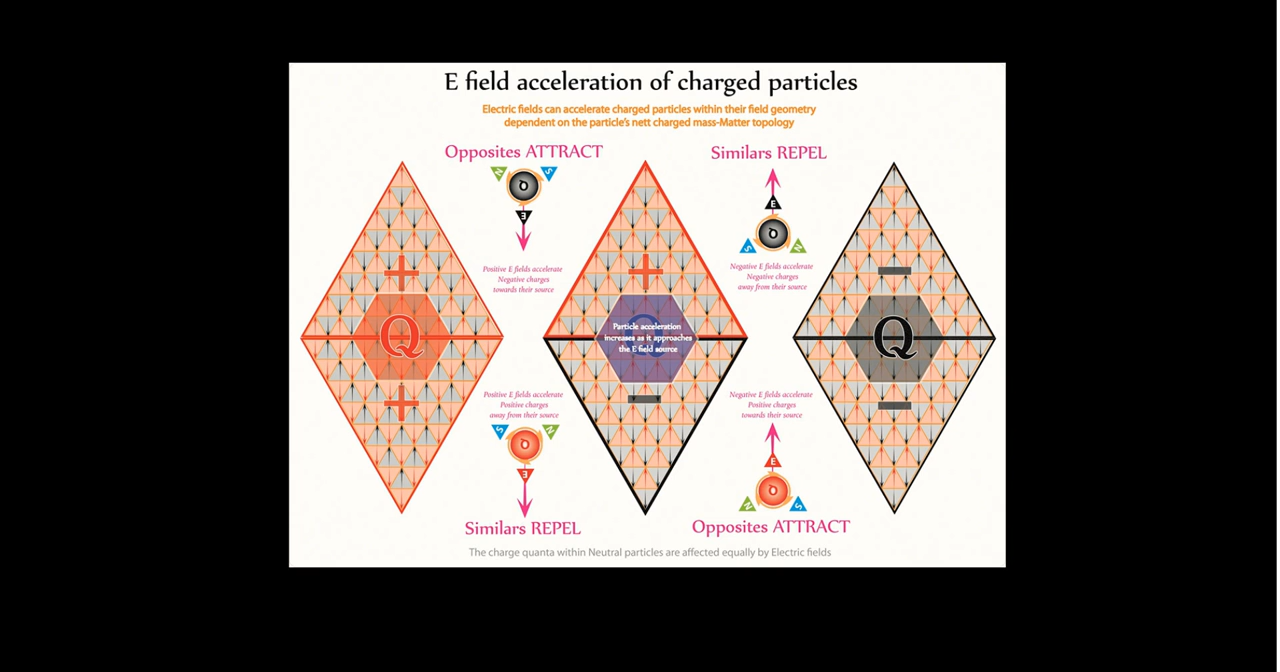 E field acceleration of charged particles
Electric fields can accelerate charged particles within their field geometry
dependent on the particle's nett charged mass-Matter topology
Opposites ATTRACT
N
S
Q
E
Positive E fields accelerate
Negative charges
towards their source
Similars REPEL
E
Q
S
N
Negative E fields accelerate
Negative charges
away from their source
+
Q
+
+
Q
Particle acceleration
increases as it approaches
the E field source
−
−
Q
−
Positive E fields accelerate
Positive charges
away from their source
S
N
Q
E
Similars REPEL
Negative E fields accelerate
Positive charges
towards their source
E
Q
N
S
Opposites ATTRACT
The charge quanta within Neutral particles are affected equally by Electric fields